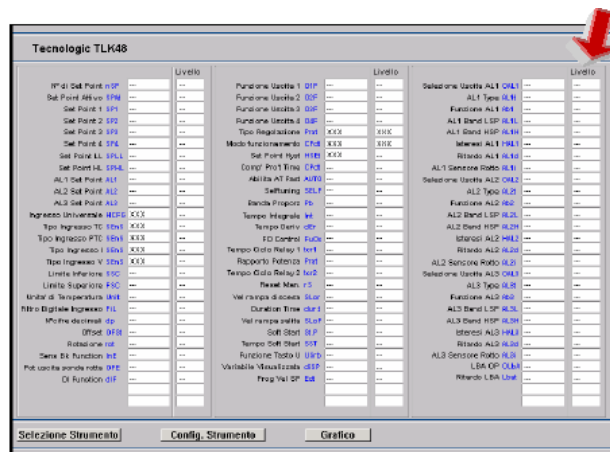 Tecnologic TLK48
Livello
N° di Set Point nSP --- ---
Set Point Attivo SPAt --- ---
Set Point 1 SP1 --- ---
Set Point 2 SP2 --- ---
Set Point 3 SP3 --- ---
Set Point 4 SP4 --- ---
Set Point LL SPLL --- ---
Set Point HL SPHL --- ---
AL1 Set Point AL1 --- ---
AL2 Set Point AL2 --- ---
AL3 Set Point AL3 --- ---
Ingresso Universale HCFG XXX ---
Tipo Ingresso TC SEnS XXX ---
Tipo Ingresso PTC SEnS XXX ---
Tipo Ingresso I SEnS XXX ---
Tipo Ingresso V SEnS XXX ---
Limite Inferiore SSC --- ---
Limite Superiore FSC --- ---
Unita' di Temperatura Unit --- ---
Filtro Digitale Ingresso FiL --- ---
N°cifre decimali dp --- ---
Offset OFSt --- ---
Rotazione rot --- ---
Sens Bk Function InE --- ---
Pot uscita sonda rotta OPE --- ---
DI Function diF --- ---
Livello
Funzione Uscita 1 O1F --- ---
Funzione Uscita 2 O2F --- ---
Funzione Uscita 3 O3F --- ---
Funzione Uscita 4 O4F --- ---
Tipo Regolazione Prat XXX XXX
Modo funzionamento CPdt XXX XXX
Set Point Hyst HSEt XXX ---
Comp' Prot Time CPdt --- ---
Abilita AT Fast AUTO --- ---
Selftuning SELF --- ---
Banda Proporz Pb --- ---
Tempo Integrale Int --- ---
Tempo Deriv dEr --- ---
FO Control FuOc --- ---
Tempo Ciclo Relay 1 tcr1 --- ---
Rapporto Potenza Prat --- ---
Tempo Ciclo Relay 2 tcr2 --- ---
Reset Man. rS --- ---
Vel rampa discesa SLor --- ---
Duration Time dur.t --- ---
Vel rampa salita SLoF --- ---
Soft Start St.P --- ---
Tempo Soft Start SST --- ---
Funzione Tasto U USrb --- ---
Variabile Visualizzata diSP --- ---
Prog Val SP Edt --- ---
Livello
Selezione Uscita AL1 OAL1 --- ---
AL1 Type AL1t --- ---
Funzione AL1 Ab1 --- ---
AL1 Band LSP AL1L --- ---
AL1 Band HSP AL1H --- ---
Isteresi AL1 HAL1 --- ---
Ritardo AL1 AL1d --- ---
AL1 Sensore Rotto AL1i --- ---
Selezione Uscita AL2 OAL2 --- ---
AL2 Type AL2t --- ---
Funzione AL2 Ab2 --- ---
AL2 Band LSP AL2L --- ---
AL2 Band HSP AL2H --- ---
Isteresi AL2 HAL2 --- ---
Ritardo AL2 AL2d --- ---
AL2 Sensore Rotto AL2i --- ---
Selezione Uscita AL3 OAL3 --- ---
AL3 Type AL3t --- ---
Funzione AL3 Ab3 --- ---
AL3 Band LSP AL3L --- ---
AL3 Band HSP AL3H --- ---
Isteresi AL3 HAL3 --- ---
Ritardo AL3 AL3d --- ---
AL3 Sensore Rotto AL3i --- ---
LBA OP OLbA --- ---
Ritardo LBA Lbat --- ---
Selezione Strumento
Config. Strumento
Grafico